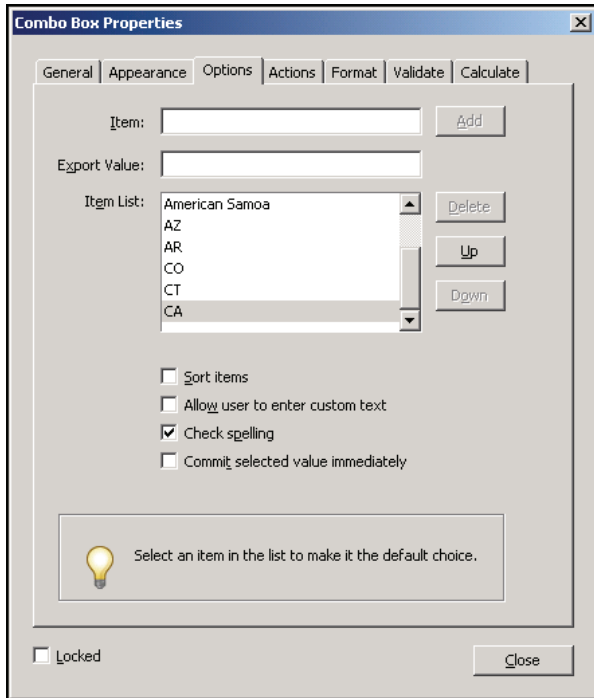 Combo Box Properties
General Appearance Options Actions Format Validate Calculate
Item: Add
Export Value:
Item List: American Samoa Delete
AZ
AR
CO Up
CT Down
CA
Sort items
Allow user to enter custom text
Check spelling
Commit selected value immediately
Select an item in the list to make it the default choice.
Locked Close